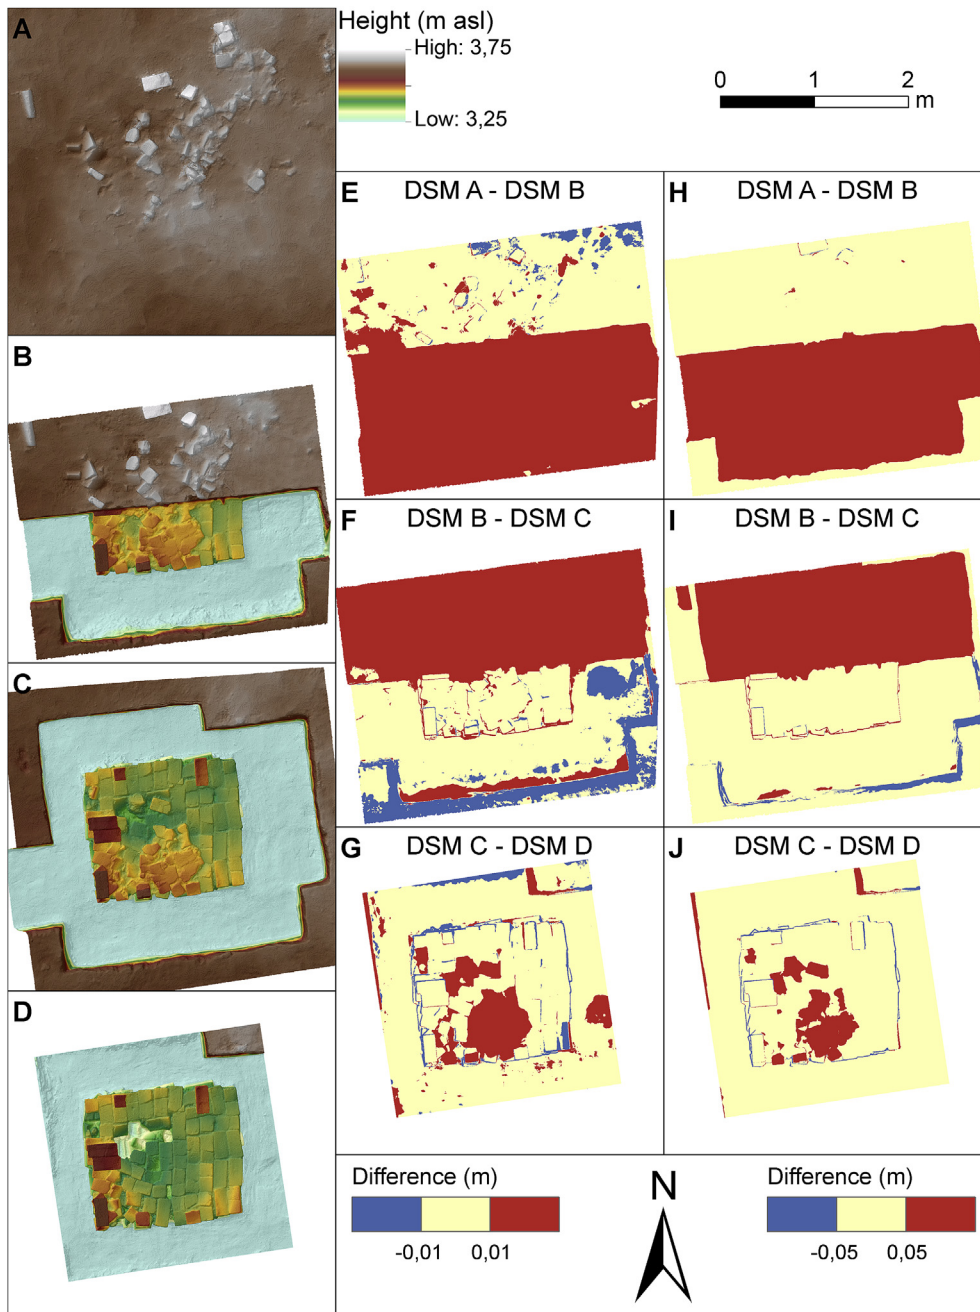 A
Height (m asl)
High: 3,75
Low: 3,25
0 1 2
m
E DSM A - DSM B
H DSM A - DSM B
B
F DSM B - DSM C
I DSM B - DSM C
C
G DSM C - DSM D
J DSM C - DSM D
D
Difference (m)
-0,01 0,01
N
Difference (m)
-0,05 0,05